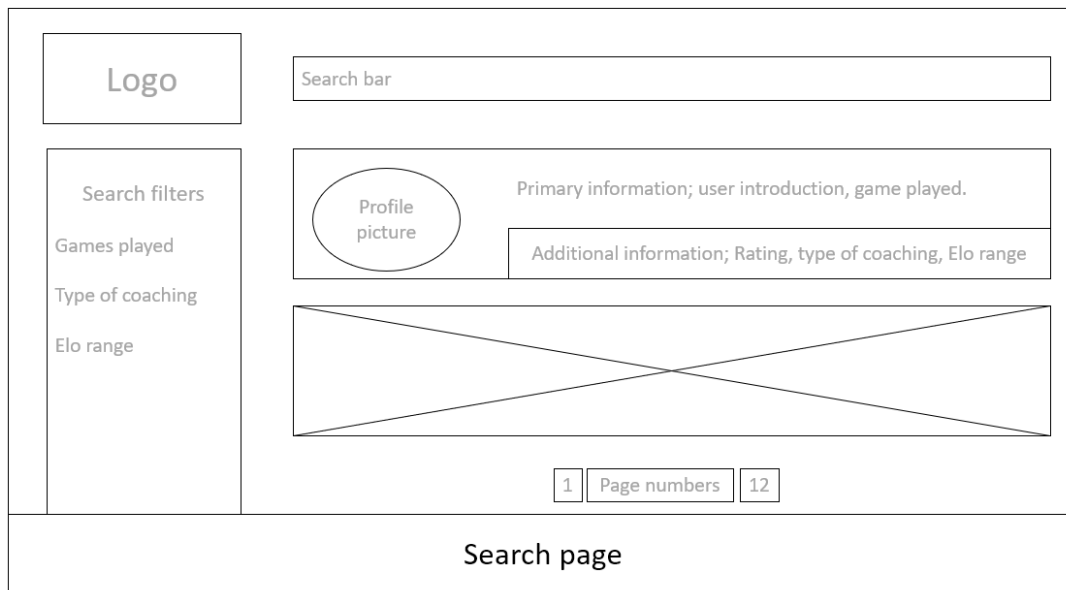 Logo
Search bar
Search filters
Games played
Type of coaching
Elo range
Profile
picture
Primary information; user introduction, game played.
Additional information; Rating, type of coaching, Elo range
1 Page numbers 12
Search page